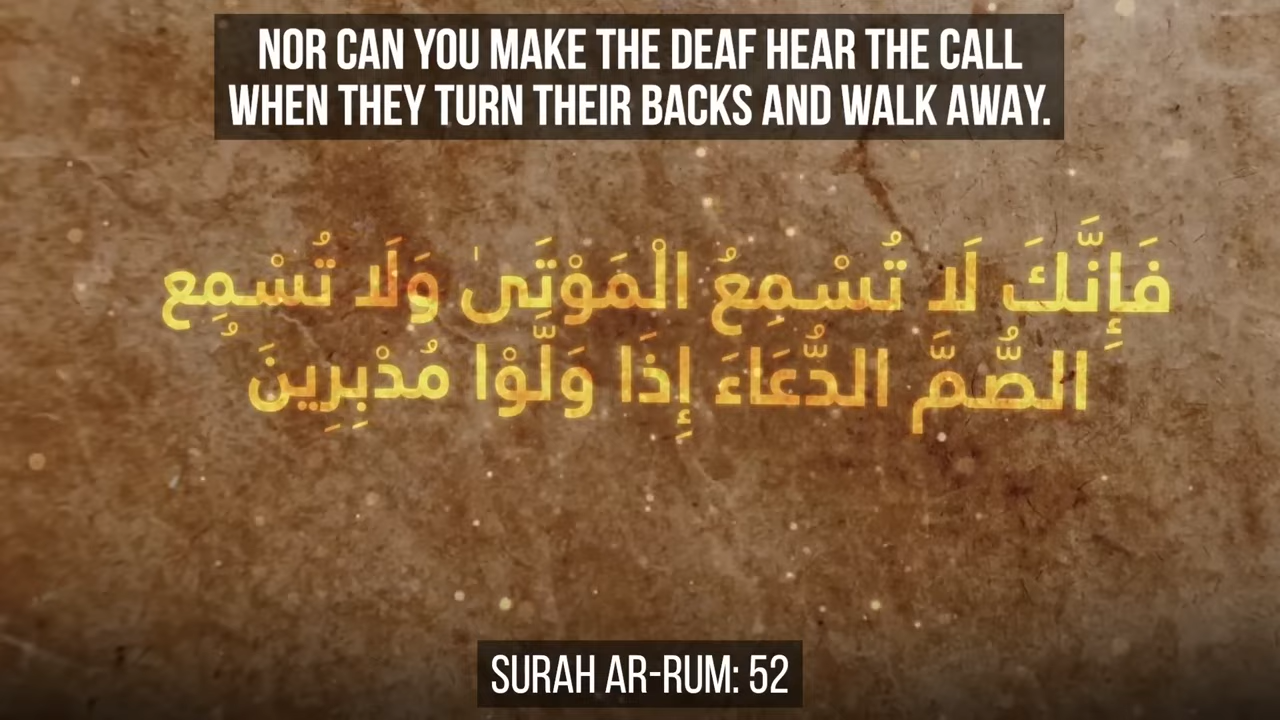 NOR CAN YOU MAKE THE DEAF HEAR THE CALL
WHEN THEY TURN THEIR BACKS AND WALK AWAY.
فَإِنَّكَ لَا تُسْمِعُ الْمَوْتَىٰ وَلَا تُسْمِعُ
الصُّمَّ الدُّعَاءَ إِذَا وَلَّوْا مُدْبِرِينَ
SURAH AR-RUM: 52